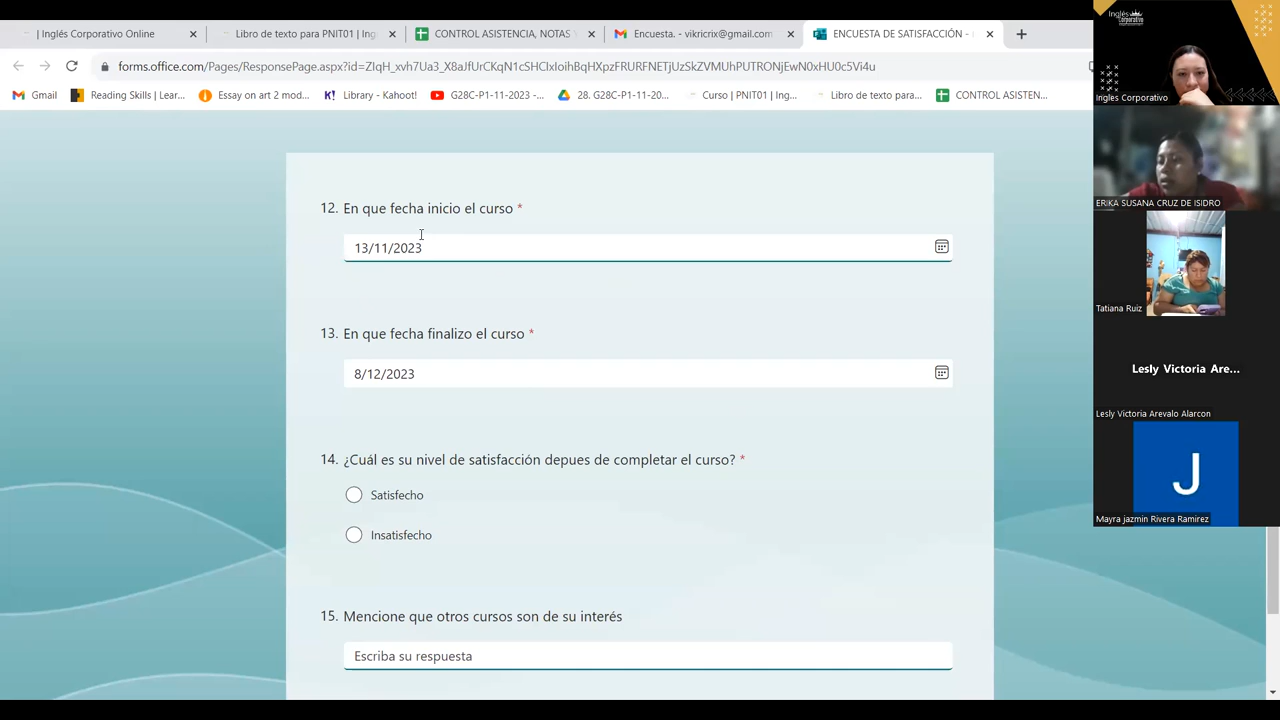 | Inglés Corporativo Online
Libro de texto para PNIT01 | Ing
CONTROL ASISTENCIA, NOTAS
Encuesta. - vikricrix@gmail.com
ENCUESTA DE SATISFACCIÓN -
forms.office.com/Pages/ResponsePage.aspx?id=ZIqH_xvh7Ua3_X8aJfUC_NcN1cSHCIxIoihBqHXpzFRURFNETjUzSkZVMUhPUTRONjEwN0xHU0c5Vi4u
Gmail
Reading Skills | Lear...
Essay on art 2 mod...
Library - Kano...
G28C-P1-11-2023 -...
28. G28C-P1-11-20...
Curso | PNIT01 | Ing...
Libro de texto para...
CONTROL ASISTEN...
12. En que fecha inicio el curso *
13/11/2023
13. En que fecha finalizo el curso *
8/12/2023
14. ¿Cuál es su nivel de satisfacción depues de completar el curso? *
Satisfecho
Insatisfecho
15. Mencione que otros cursos son de su interés
Escriba su respuesta
Inglés
Corporativo
Ingles Corporativo
ERIKA SUSANA CRUZ DE ISIDRO
Tatiana Ruiz
Lesly Victoria Are...
Lesly Victoria Arevalo Alarcon
J
Mayra jazmin Rivera Ramirez